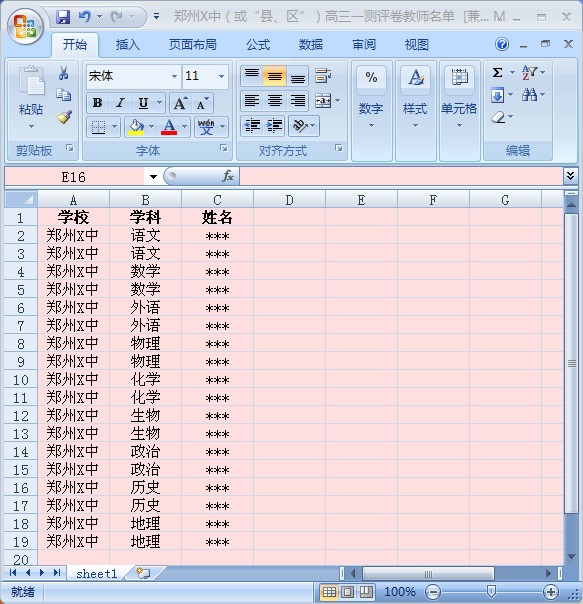 郑州X中（或“县、区”）高三一测评卷教师名单 [兼... M
开始 插入 页面布局 公式 数据 审阅 视图
宋体 11
粘贴
B I U A A
wén 文
数字 样式 单元格
剪贴板 字体 对齐方式 编辑
E16 fx
A B C D E F G
1 学校 学科 姓名
2 郑州X中 语文 ***
3 郑州X中 语文 ***
4 郑州X中 数学 ***
5 郑州X中 数学 ***
6 郑州X中 外语 ***
7 郑州X中 外语 ***
8 郑州X中 物理 ***
9 郑州X中 物理 ***
10 郑州X中 化学 ***
11 郑州X中 化学 ***
12 郑州X中 生物 ***
13 郑州X中 生物 ***
14 郑州X中 政治 ***
15 郑州X中 政治 ***
16 郑州X中 历史 ***
17 郑州X中 历史 ***
18 郑州X中 地理 ***
19 郑州X中 地理 ***
20
sheet1
就绪 100%